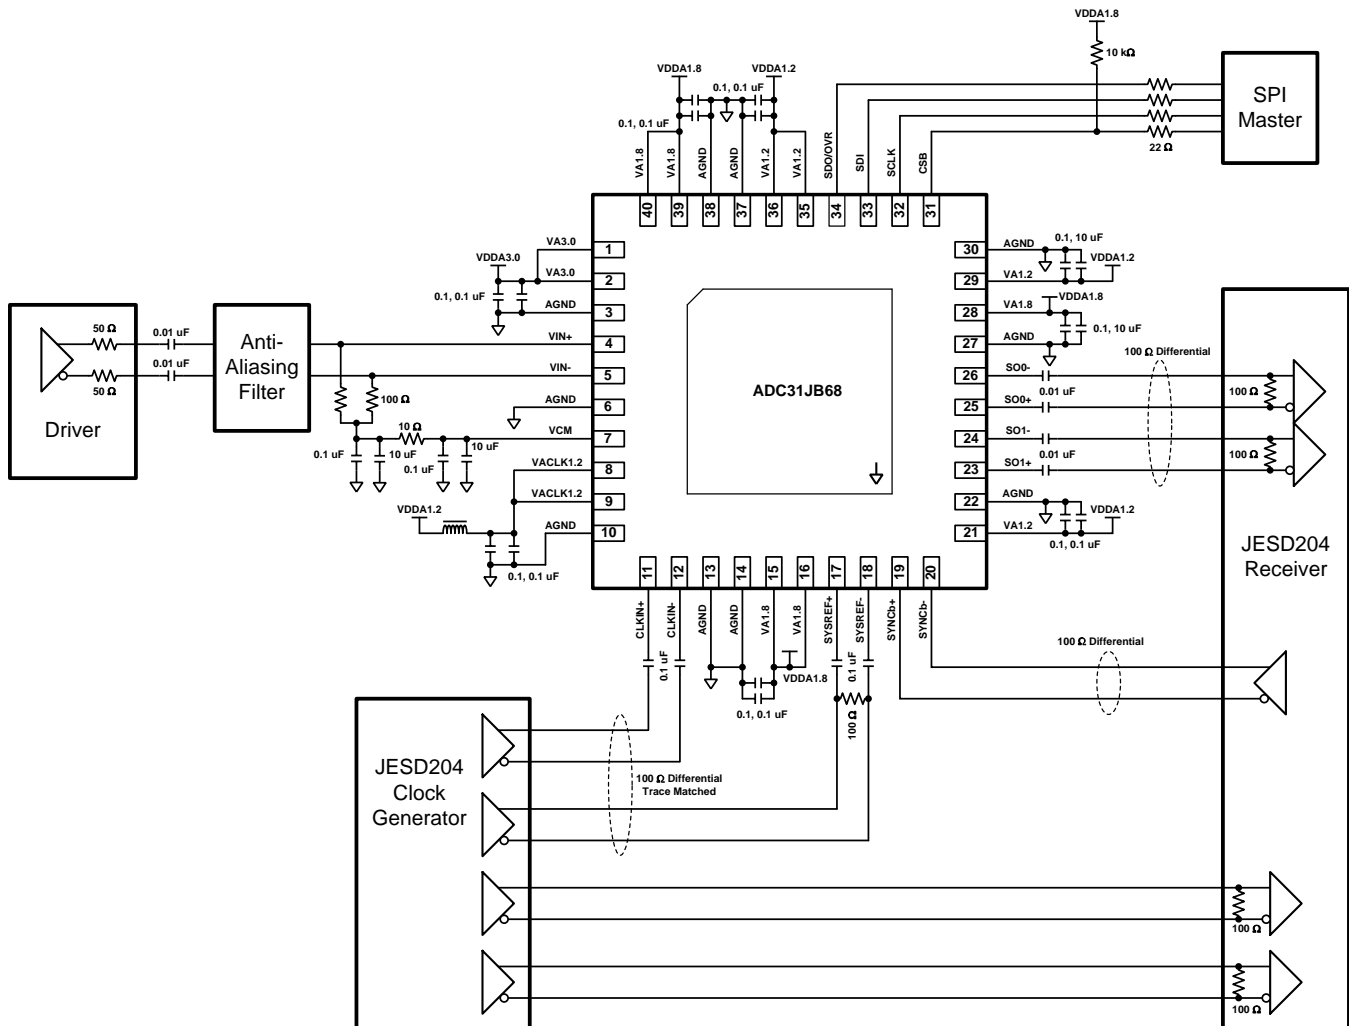 VDDA1.8
10 kΩ
SPI
Master
22 Ω
VDDA1.8
VDDA1.2
0.1, 0.1 uF
0.1, 0.1 uF
VA1.8
VA1.8
AGND
AGND
VA1.2
VA1.2
SDO/OVR
SDI
SCLK
CSB
40
39
38
37
36
35
34
33
32
31
VDDA3.0
VA3.0
1
VA3.0
2
0.1, 0.1 uF
AGND
3
VIN+
4
VIN-
5
AGND
6
VCM
7
VACLK1.2
8
VACLK1.2
9
AGND
10
Driver
50 Ω
50 Ω
0.01 uF
0.01 uF
Anti-
Aliasing
Filter
100 Ω
10 Ω
0.1 uF
10 uF
0.1 uF
10 uF
VDDA1.2
0.1, 0.1 uF
ADC31JB68
30
AGND
0.1, 10 uF
VDDA1.2
29
VA1.2
28
VA1.8
VDDA1.8
0.1, 10 uF
27
AGND
100 Ω Differential
26
SO0-
0.01 uF
25
SO0+
24
SO1-
0.01 uF
23
SO1+
22
AGND
VDDA1.2
21
VA1.2
0.1, 0.1 uF
100 Ω
100 Ω
JESD204
Receiver
11
12
13
14
15
16
17
18
19
20
CLKIN+
CLKIN-
AGND
AGND
VA1.8
VA1.8
SYSREF+
SYSREF-
SYNCb+
SYNCb-
0.1 uF
VDDA1.8
0.1, 0.1 uF
0.1 uF
100 Ω
100 Ω Differential
JESD204
Clock
Generator
100 Ω Differential
Trace Matched
100 Ω
100 Ω